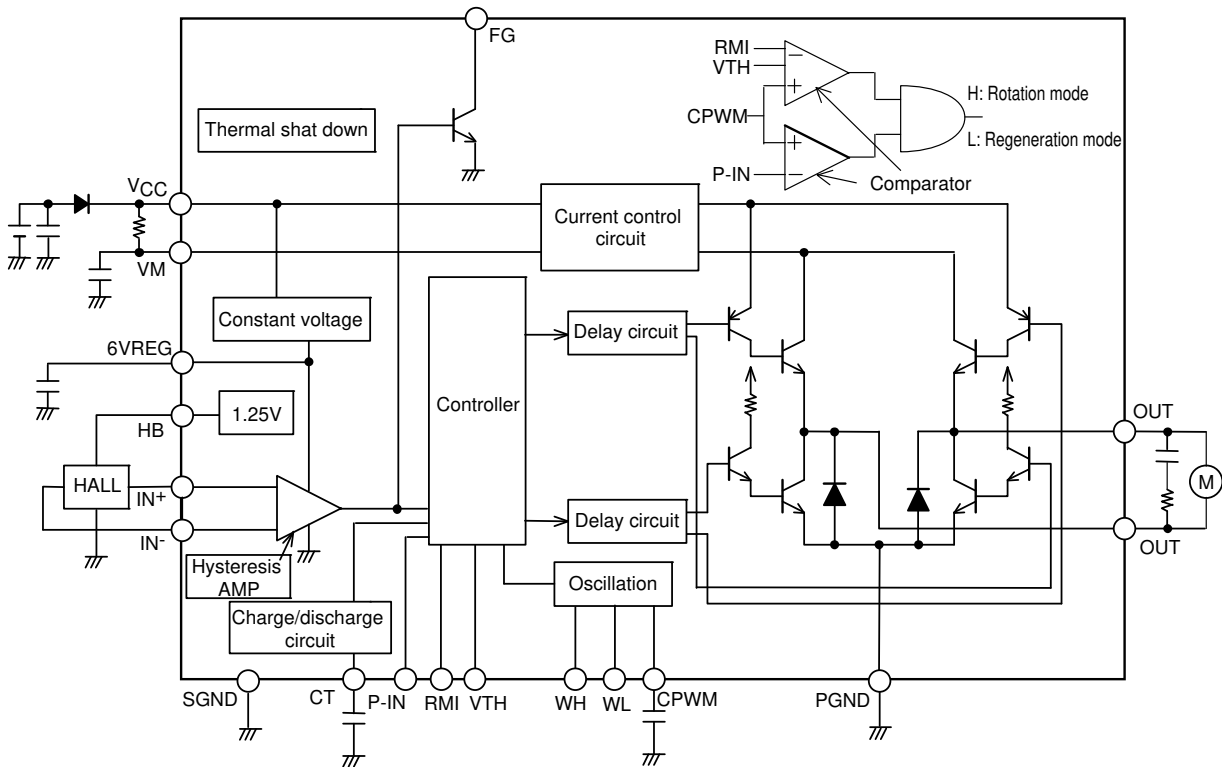 FG
RMI
VTH
CPWM
P-IN
H: Rotation mode
L: Regeneration mode
Comparator
Thermal shat down
VCC
VM
Current control
circuit
Constant voltage
6VREG
1.25V
HB
HALL
IN+
IN-
Hysteresis
AMP
Controller
Delay circuit
Delay circuit
Oscillation
Charge/discharge
circuit
OUT
M
OUT
SGND
CT
P-IN
RMI
VTH
WH
WL
CPWM
PGND